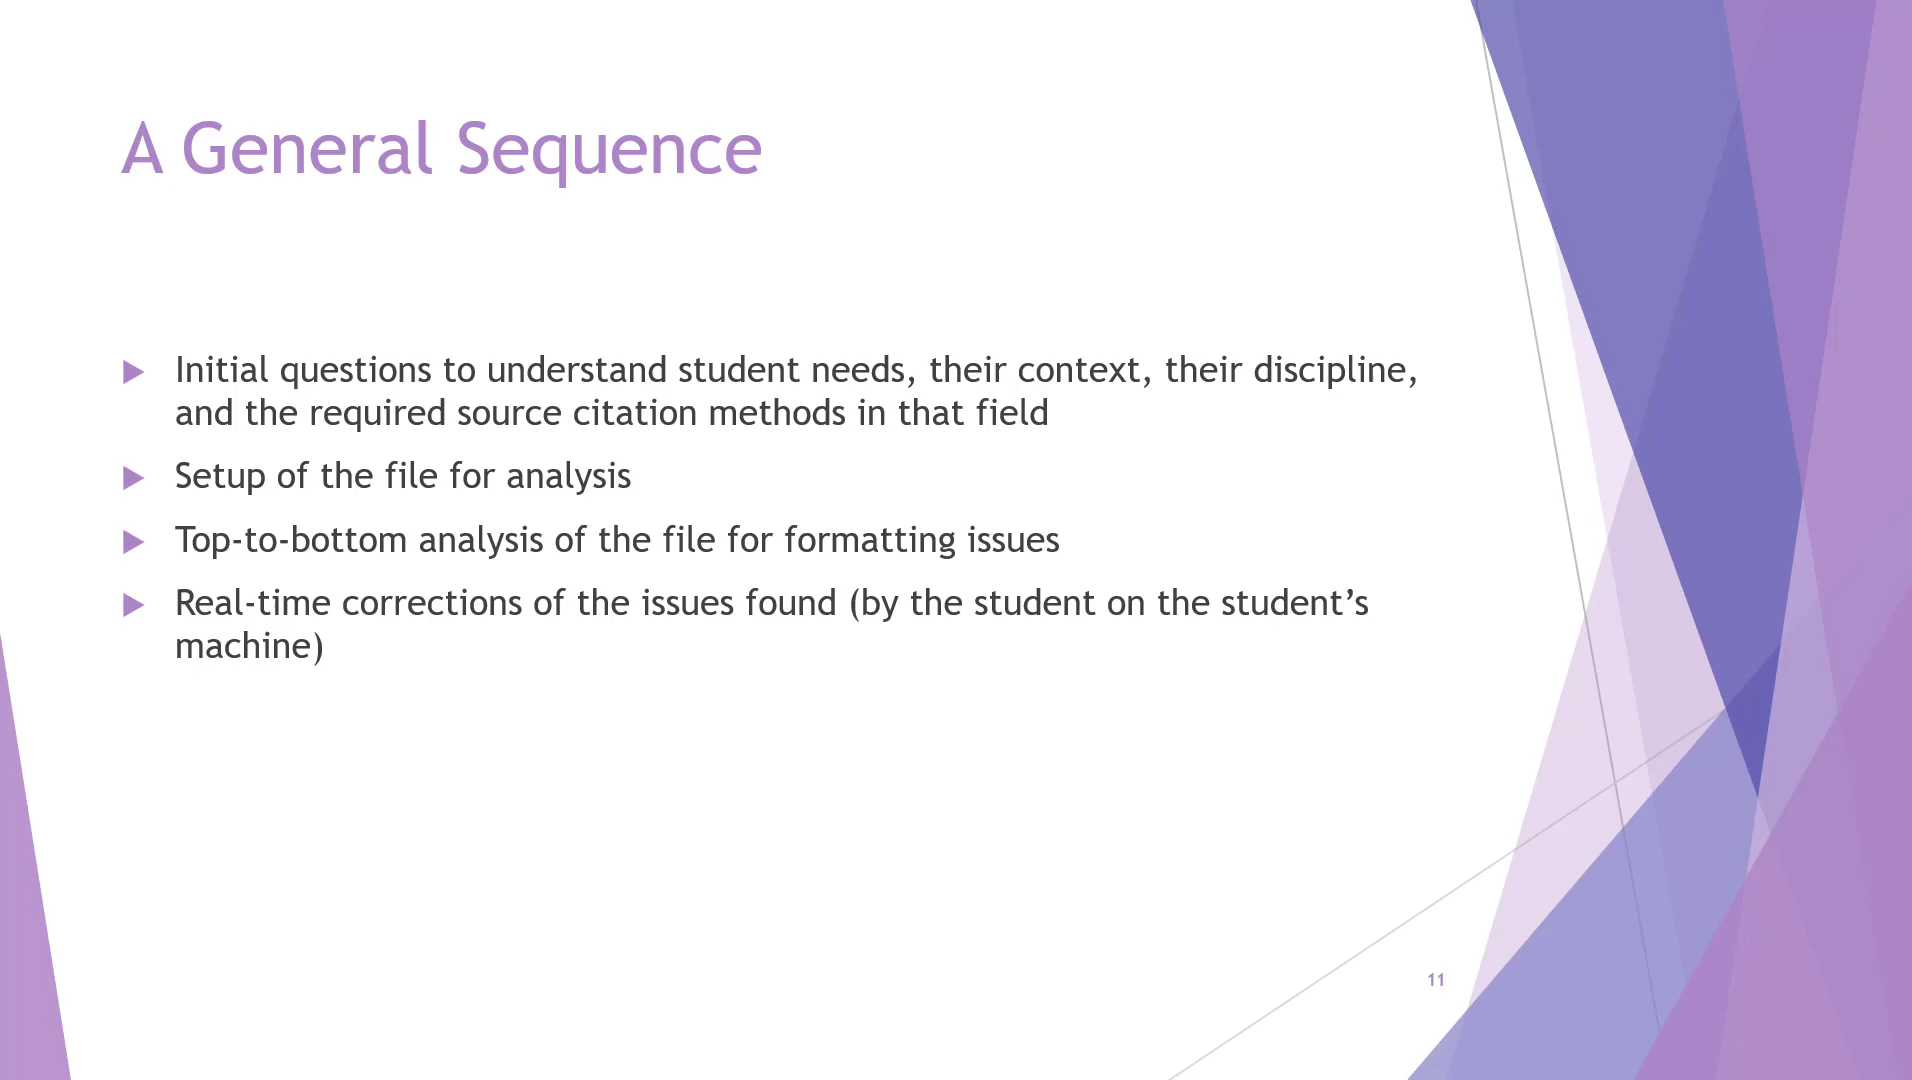 A General Sequence
Initial questions to understand student needs, their context, their discipline,
and the required source citation methods in that field
Setup of the file for analysis
Top-to-bottom analysis of the file for formatting issues
Real-time corrections of the issues found (by the student on the student’s
machine)
11